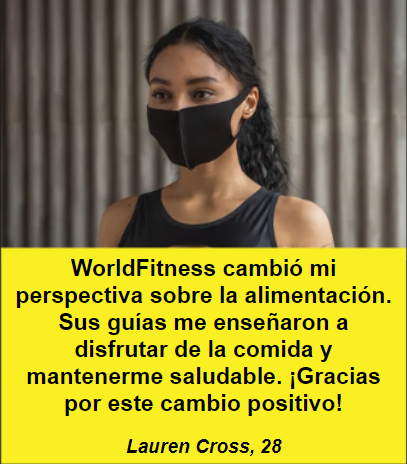 WorldFitness cambió mi
perspectiva sobre la alimentación.
Sus guías me enseñaron a
disfrutar de la comida y
mantenerme saludable. ¡Gracias
por este cambio positivo!
Lauren Cross, 28